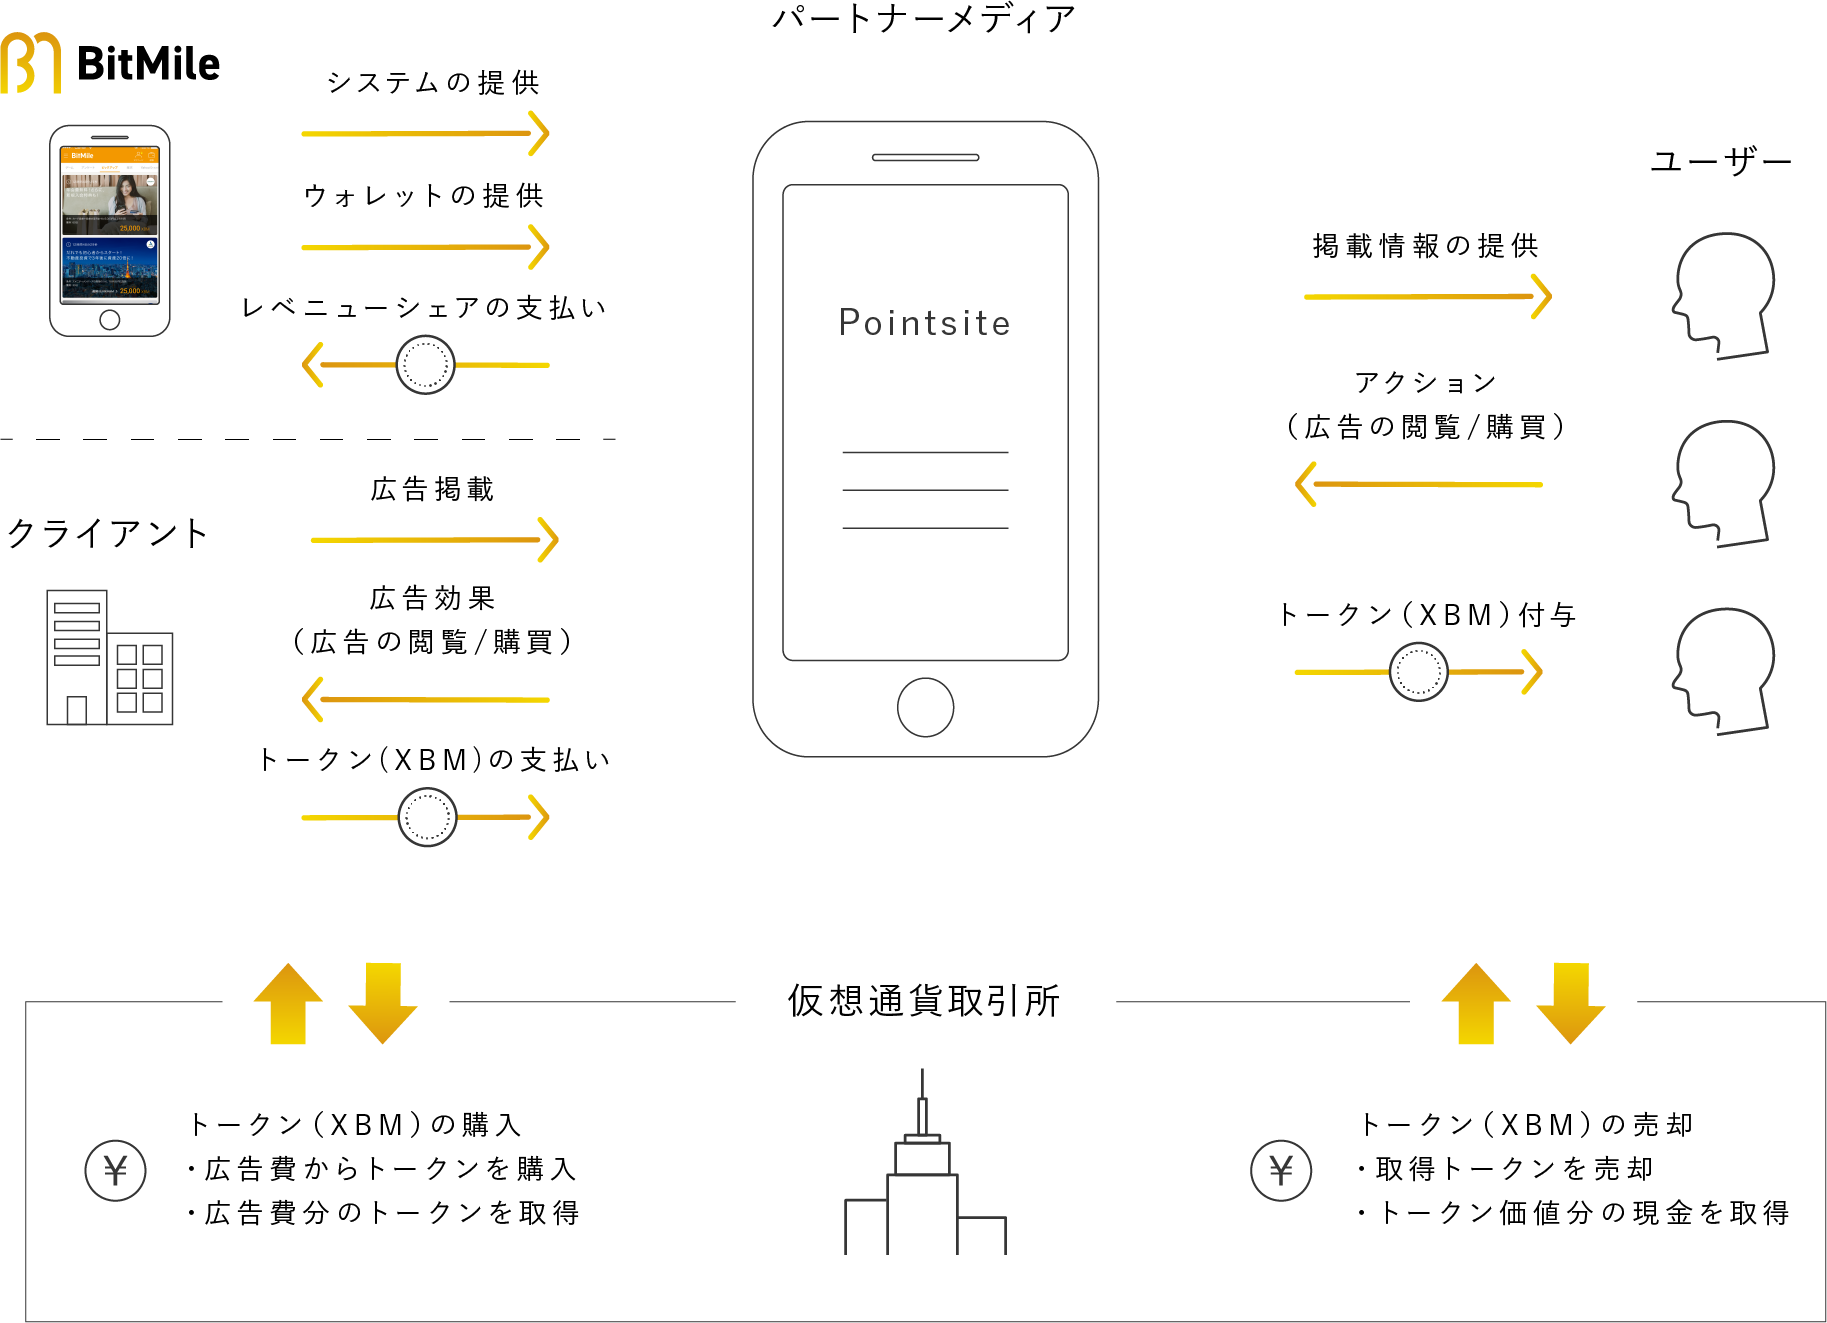 パートナーメディア
BitMile
システムの提供
ウォレットの提供
レベニューシェアの支払い
BitMile
25,000
25,000
クライアント
広告掲載
広告効果
（広告の閲覧/購買）
トークン(XBM)の支払い
Pointsite
ユーザー
掲載情報の提供
アクション
（広告の閲覧/購買）
トークン(XBM)付与
仮想通貨取引所
¥
トークン(XBM)の購入
・広告費からトークンを購入
・広告費分のトークンを取得
¥
トークン(XBM)の売却
・取得トークンを売却
・トークン価値分の現金を取得